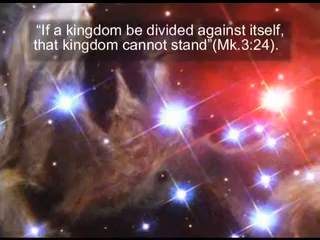 “If a kingdom be divided against itself,
that kingdom cannot stand”(Mk.3:24).